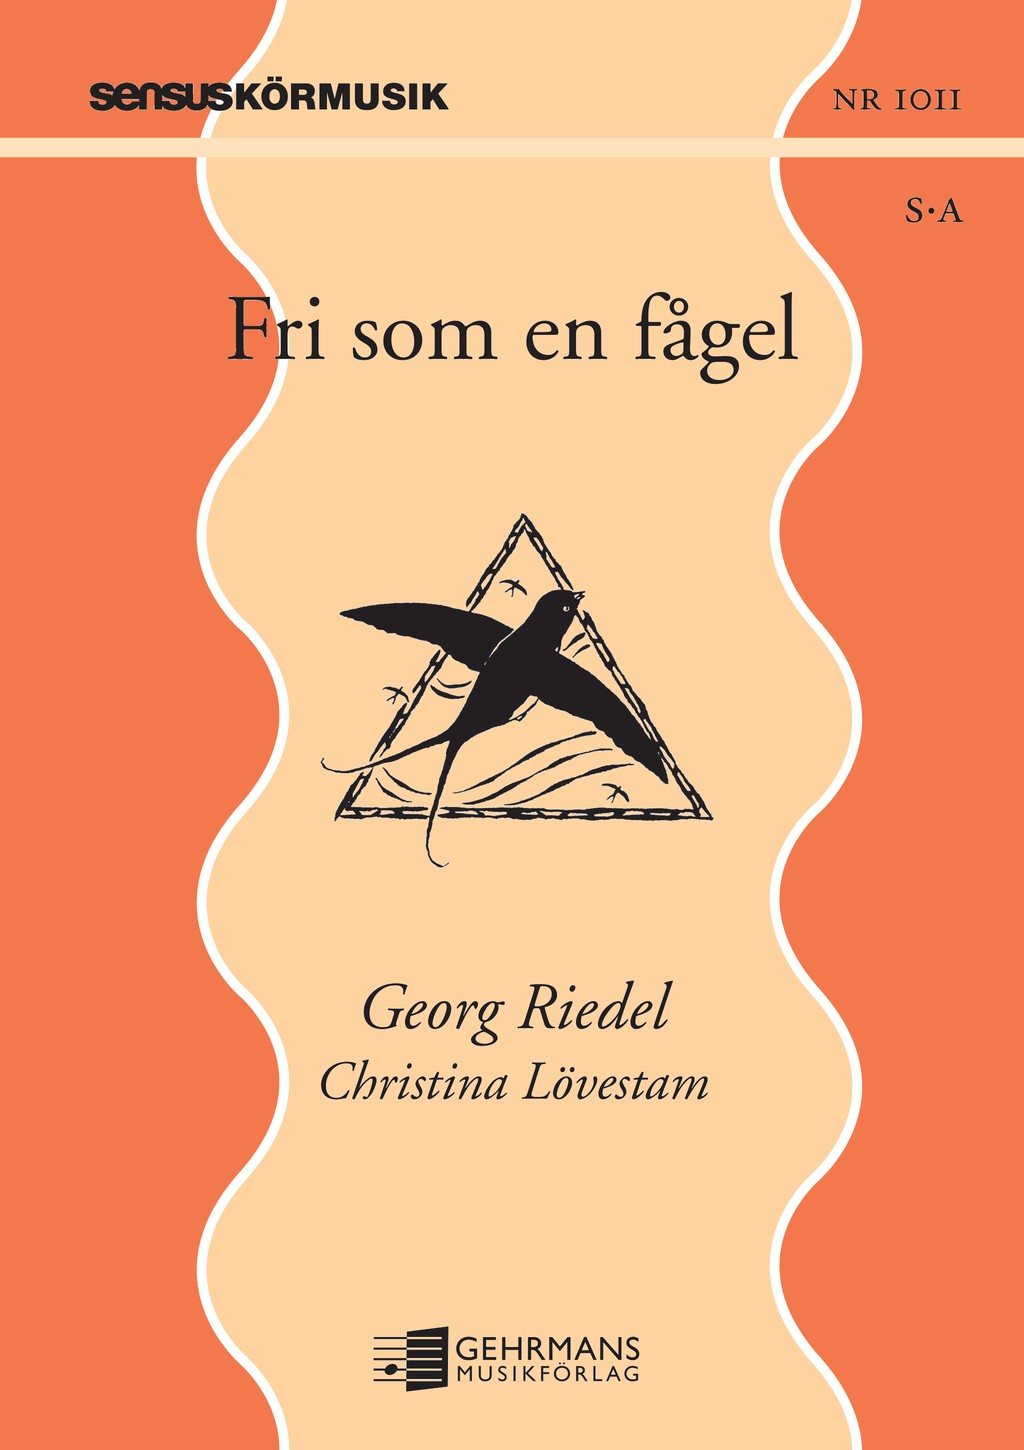 sensusKÖRMUSIK
NR 1011
S·A
Fri som en fågel
Georg Riedel
Christina Lövestam
GEHRMANS
MUSIKFÖRLAG